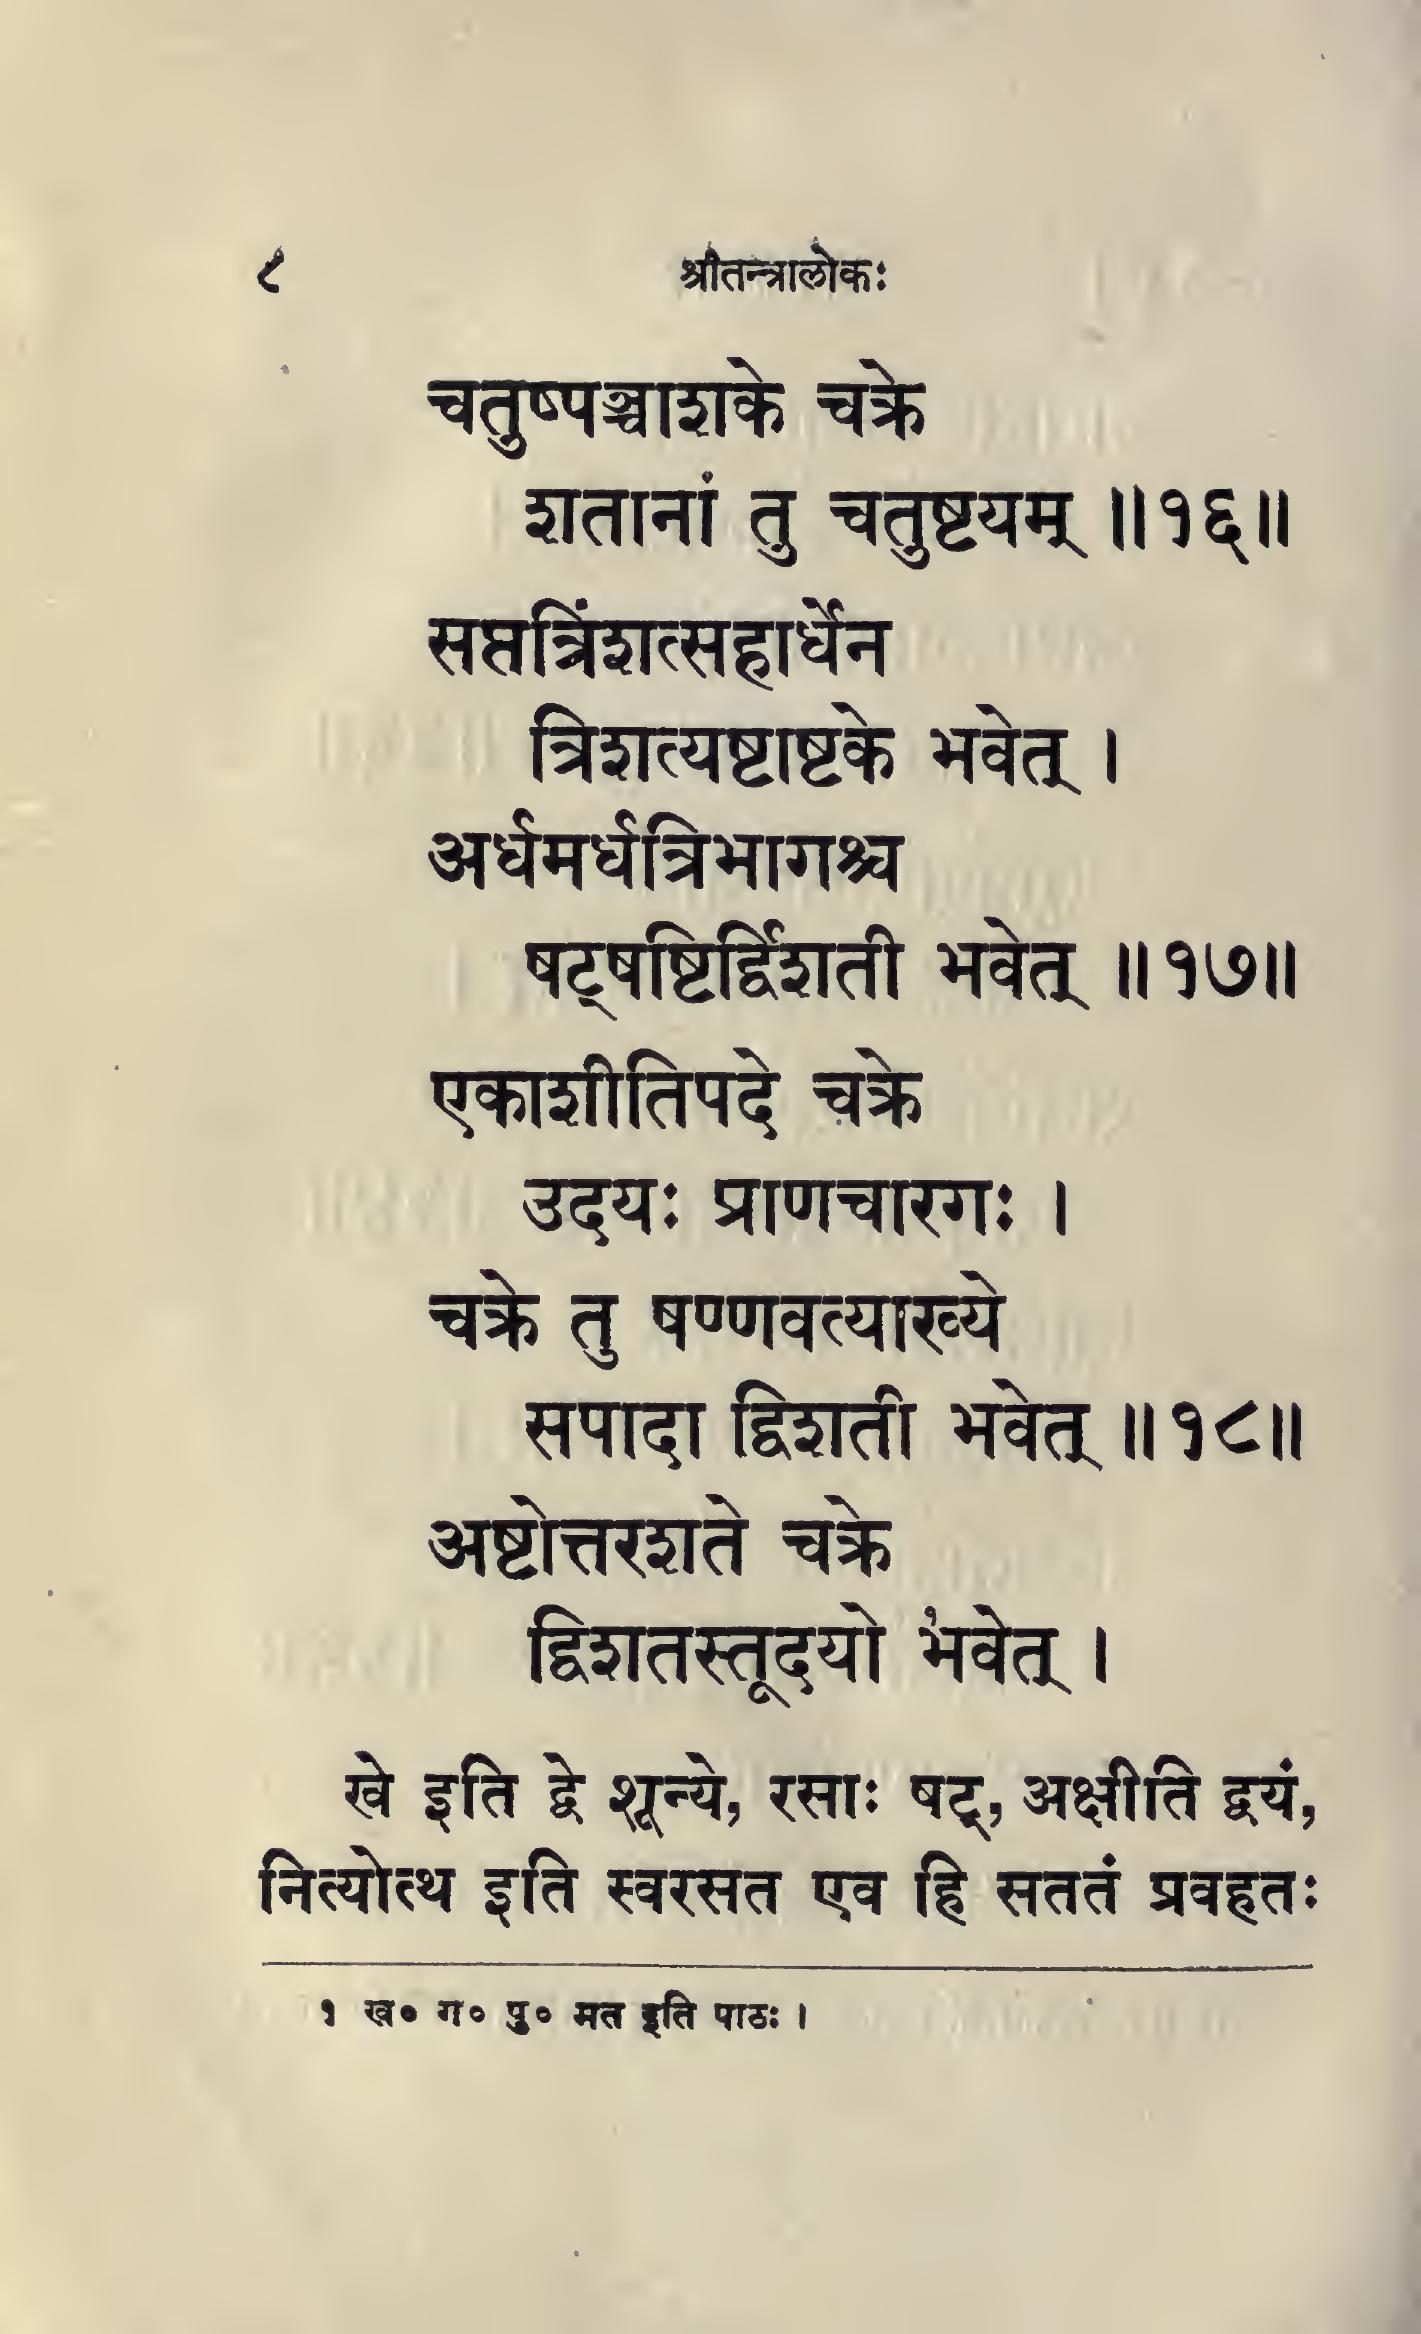 ८ श्रीतन्त्रालोकः
चतुष्पञ्चाशके चक्रे
शतानां तु चतुष्टयम् ॥१६॥
सप्तत्रिंशत्सहार्धेन
त्रिशत्यष्टाष्टके भवेत् ।
अर्धमर्धत्रिभागश्च
षट्षष्टिर्द्विशती भवेत् ॥१७॥
एकाशीतिपदे चक्रे
उदयः प्राणचारगः ।
चक्रे तु षण्णवत्याख्ये
सपादा द्विशती भवेत् ॥१८॥
अष्टोत्तरशते चक्रे
द्विशतस्तूदयो १भवेत् ।
खे इति द्वे शून्ये, रसाः षट्, अक्षीति द्वयं,
नित्योत्थ इति स्वरसत एव हि सततं प्रवहतः
१ ख० ग० पु० मत इति पाठः ।